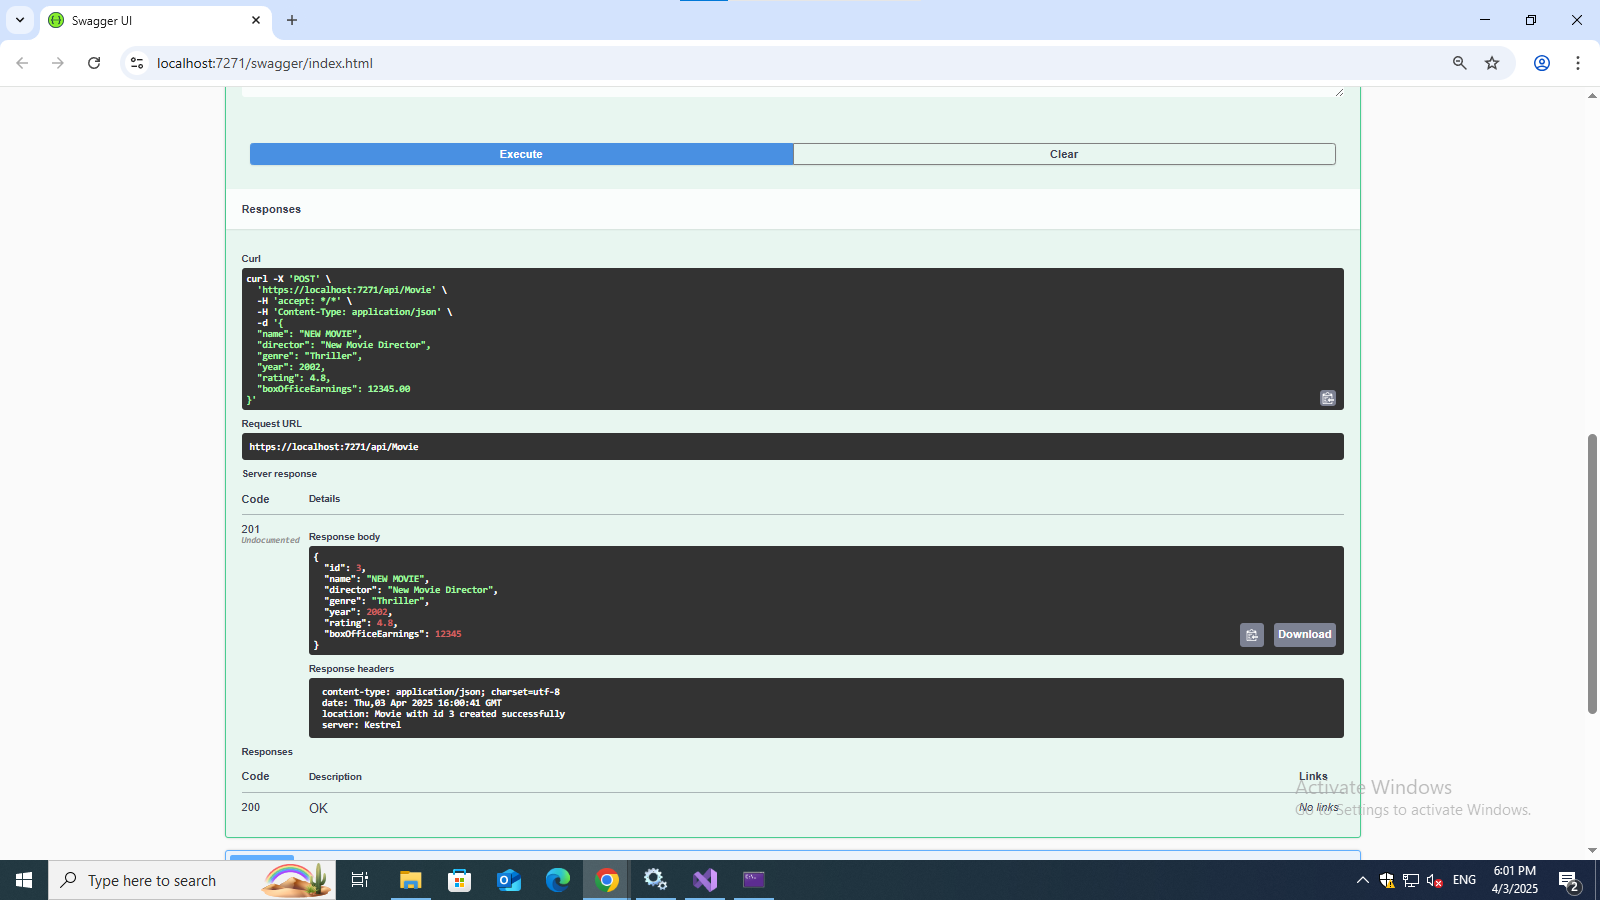 Swagger UI
localhost:7271/swagger/index.html
Execute
Clear
Responses
Curl
curl -X 'POST' \
'https://localhost:7271/api/Movie' \
-H 'accept: */*' \
-H 'Content-Type: application/json' \
-d '{
"name": "NEW MOVIE",
"director": "New Movie Director",
"genre": "Thriller",
"year": 2002,
"rating": 4.8,
"boxOfficeEarnings": 12345.00
}'
Request URL
https://localhost:7271/api/Movie
Server response
Code Details
201
Undocumented
Response body
{
"id": 3,
"name": "NEW MOVIE",
"director": "New Movie Director",
"genre": "Thriller",
"year": 2002,
"rating": 4.8,
"boxOfficeEarnings": 12345
}
Download
Response headers
content-type: application/json; charset=utf-8
date: Thu,03 Apr 2025 16:00:41 GMT
location: Movie with id 3 created successfully
server: Kestrel
Responses
Code Description Links
200 OK No links
Activate Windows
Go to Settings to activate Windows.
Type here to search
ENG
6:01 PM
4/3/2025
2